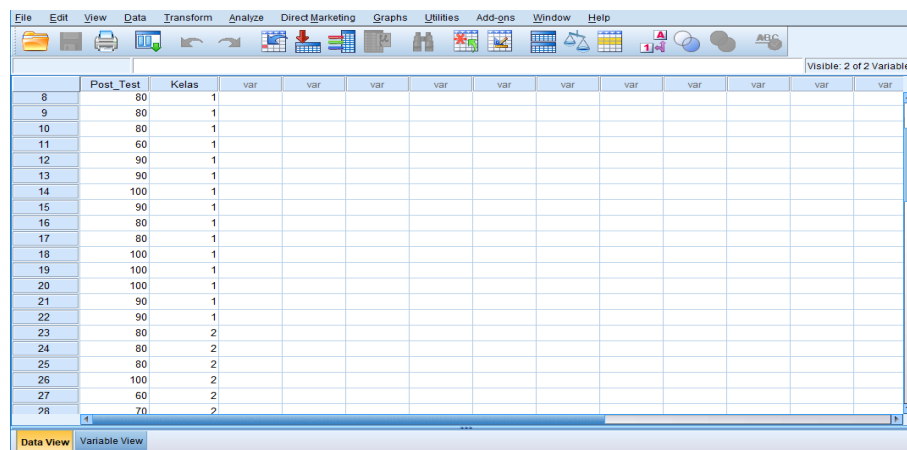 File Edit View Data Transform Analyze Direct Marketing Graphs Utilities Add-ons Window Help
Visible: 2 of 2 Variable
Post_Test Kelas var var var var var var var var var var
8 80 1
9 80 1
10 80 1
11 60 1
12 90 1
13 90 1
14 100 1
15 90 1
16 80 1
17 80 1
18 100 1
19 100 1
20 100 1
21 90 1
22 90 1
23 80 2
24 80 2
25 80 2
26 100 2
27 60 2
28 70 2
Data View Variable View